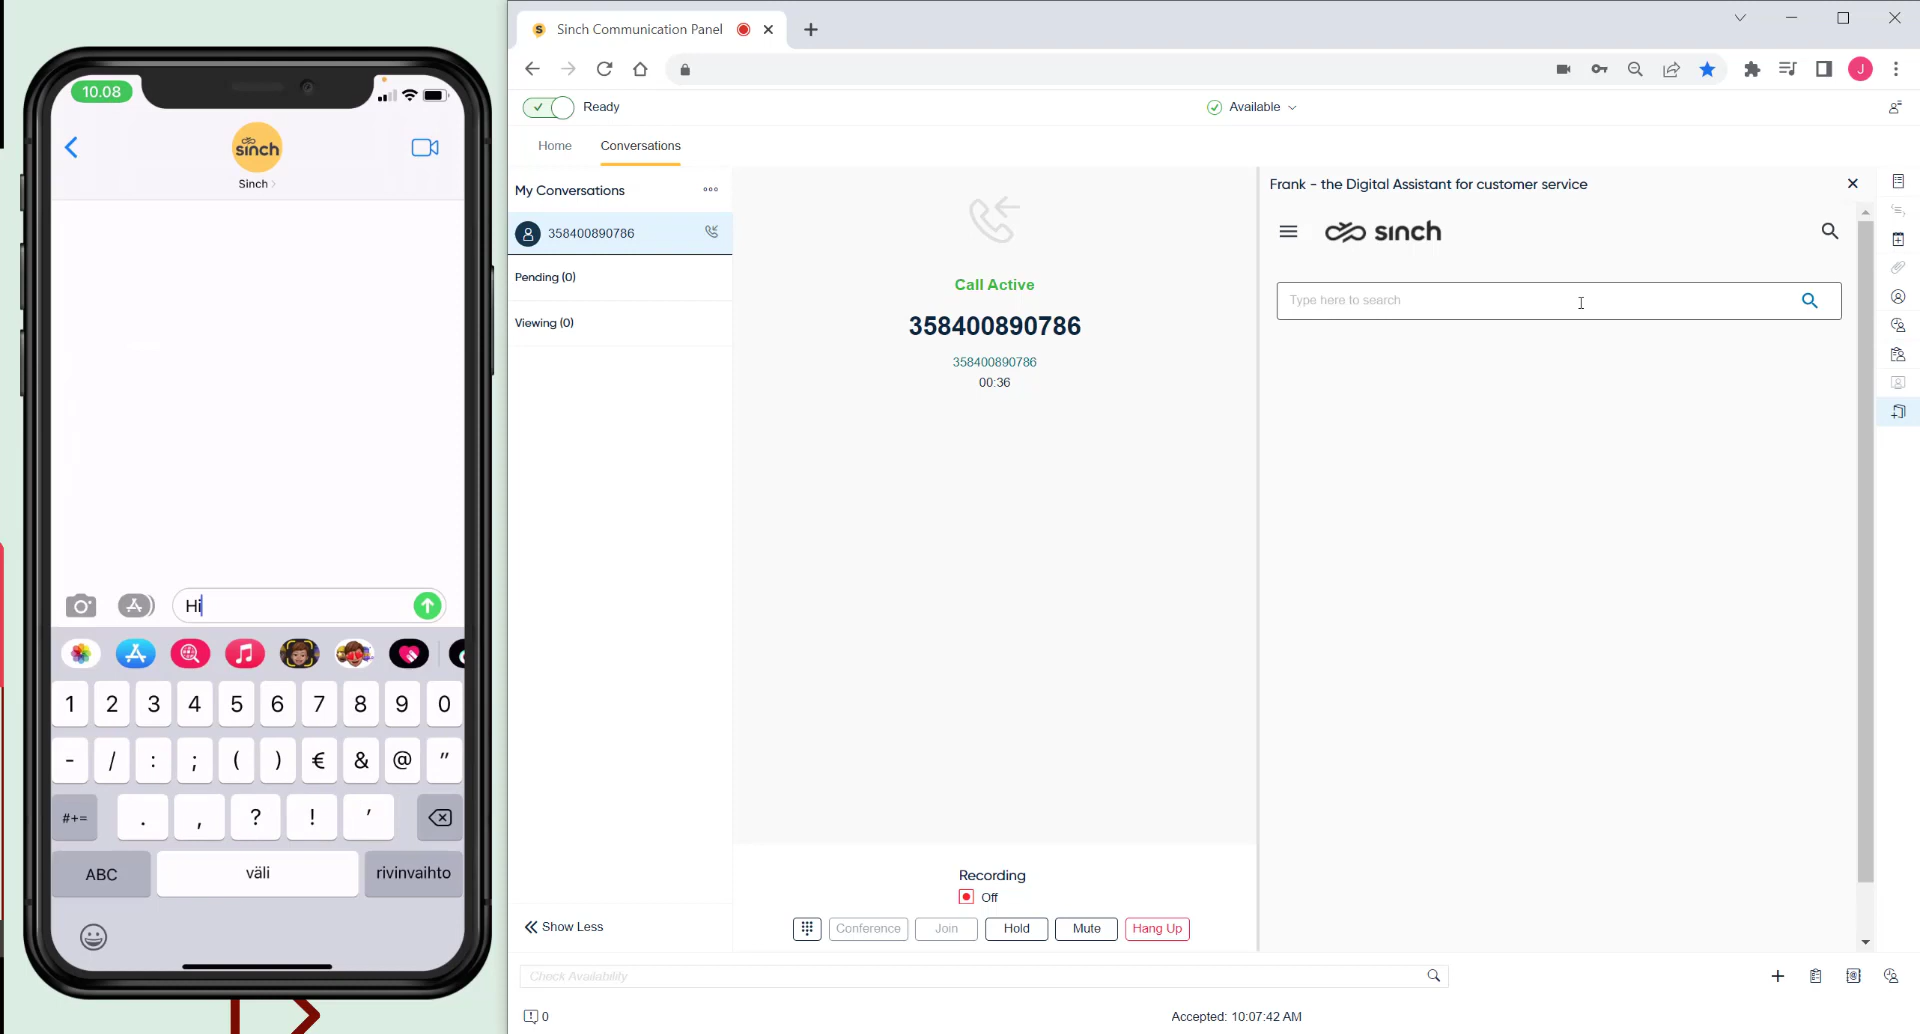 10.08
sinch
Sinch
Hi
1 2 3 4 5 6 7 8 9 0
- / : ; ( ) € & @ "
#+= . , ? ! '
ABC väli rivinvaihto
Sinch Communication Panel
J
Ready
Available
Home Conversations
My Conversations
358400890786
Pending (0)
Viewing (0)
Show Less
Call Active
358400890786
358400890786
00:36
Recording
Off
Conference Join Hold Mute Hang Up
Frank - the Digital Assistant for customer service
sinch
Type here to search
Check Availability
0
Accepted: 10:07:42 AM